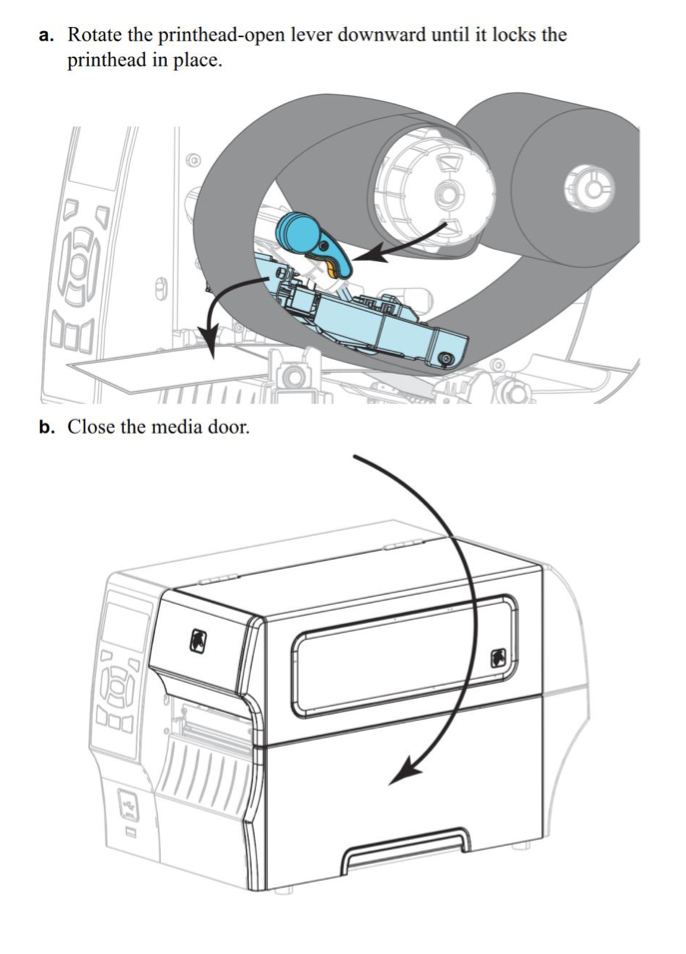 a. Rotate the printhead-open lever downward until it locks the
printhead in place.
b. Close the media door.